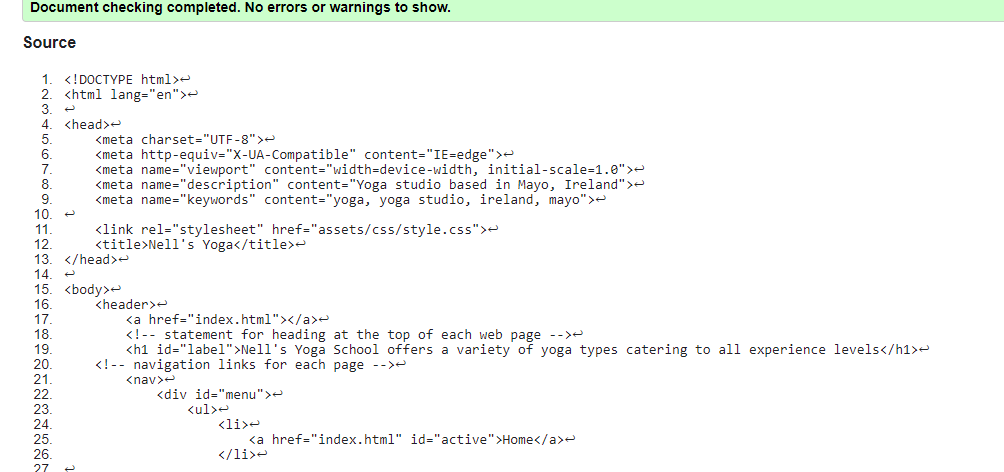 Document checking completed. No errors or warnings to show.
Source
1. <!DOCTYPE html>↩
2. <html lang="en">↩
3. ↩
4. <head>↩
5.     <meta charset="UTF-8">↩
6.     <meta http-equiv="X-UA-Compatible" content="IE=edge">↩
7.     <meta name="viewport" content="width=device-width, initial-scale=1.0">↩
8.     <meta name="description" content="Yoga studio based in Mayo, Ireland">↩
9.     <meta name="keywords" content="yoga, yoga studio, ireland, mayo">↩
10. ↩
11.     <link rel="stylesheet" href="assets/css/style.css">↩
12.     <title>Nell's Yoga</title>↩
13. </head>↩
14. ↩
15. <body>↩
16.     <header>↩
17.         <a href="index.html"></a>↩
18.         <!-- statement for heading at the top of each web page -->↩
19.         <h1 id="label">Nell's Yoga School offers a variety of yoga types catering to all experience levels</h1>↩
20.     <!-- navigation links for each page -->↩
21.         <nav>↩
22.             <div id="menu">↩
23.                 <ul>↩
24.                     <li>↩
25.                         <a href="index.html" id="active">Home</a>↩
26.                     </li>↩
27. ↩